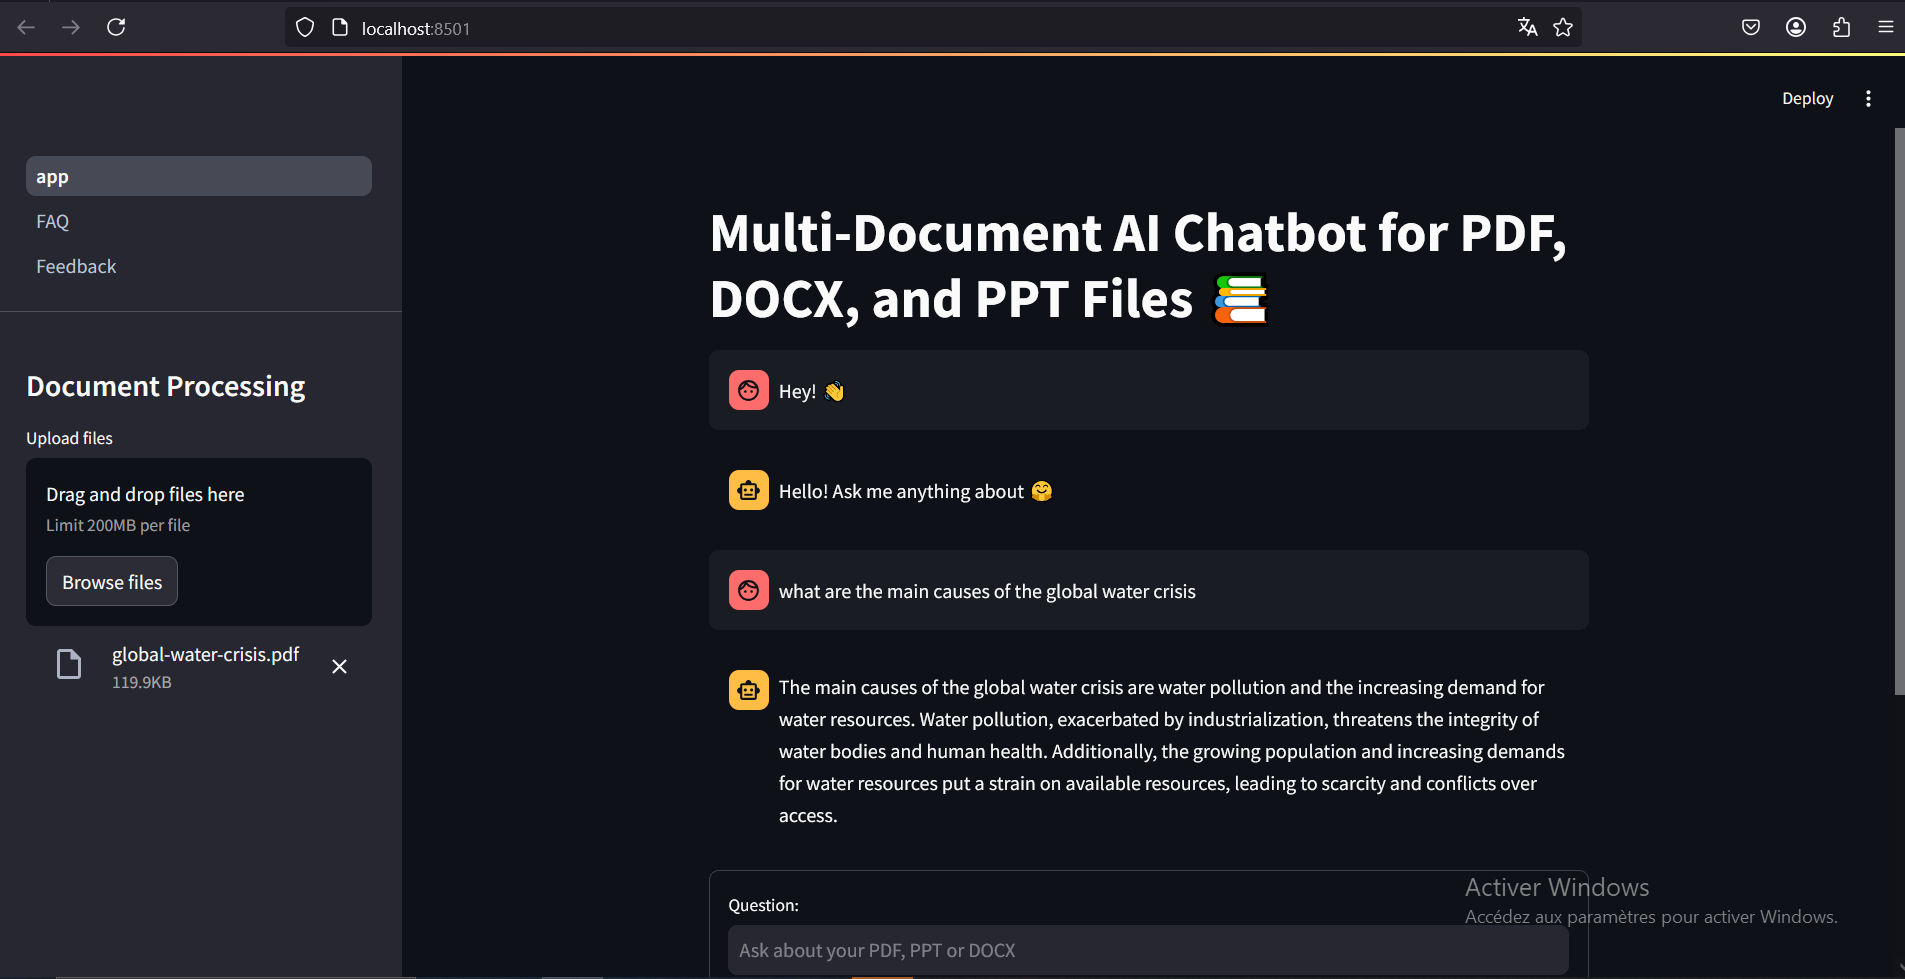 localhost:8501
Deploy
app
FAQ
Feedback
Document Processing
Upload files
Drag and drop files here
Limit 200MB per file
Browse files
global-water-crisis.pdf
119.9KB
Multi-Document AI Chatbot for PDF,
DOCX, and PPT Files 📚
Hey! 👋
Hello! Ask me anything about 🤗
what are the main causes of the global water crisis
The main causes of the global water crisis are water pollution and the increasing demand for
water resources. Water pollution, exacerbated by industrialization, threatens the integrity of
water bodies and human health. Additionally, the growing population and increasing demands
for water resources put a strain on available resources, leading to scarcity and conflicts over
access.
Question:
Ask about your PDF, PPT or DOCX
Activer Windows
Accédez aux paramètres pour activer Windows.